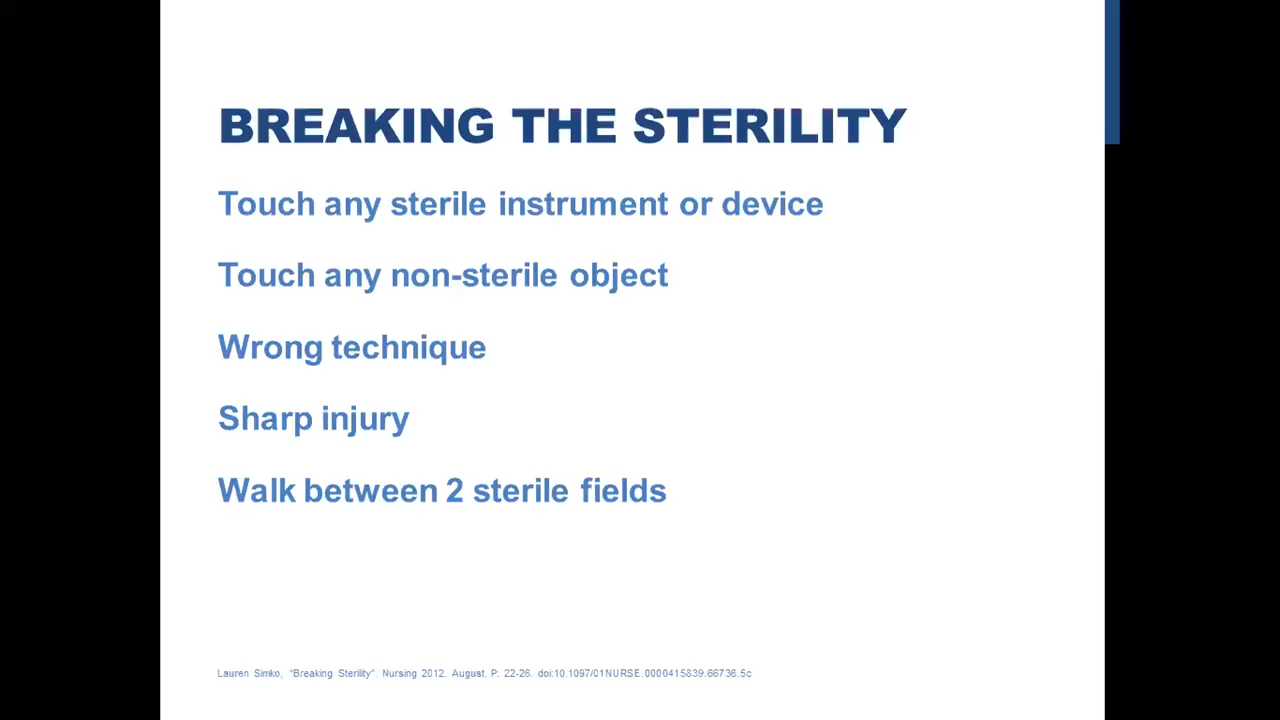 BREAKING THE STERILITY
Touch any sterile instrument or device
Touch any non-sterile object
Wrong technique
Sharp injury
Walk between 2 sterile fields
Lauren Simko, "Breaking Sterility". Nursing 2012. August. P: 22-26. doi:10.1097/01NURSE.0000415839.66736.5c